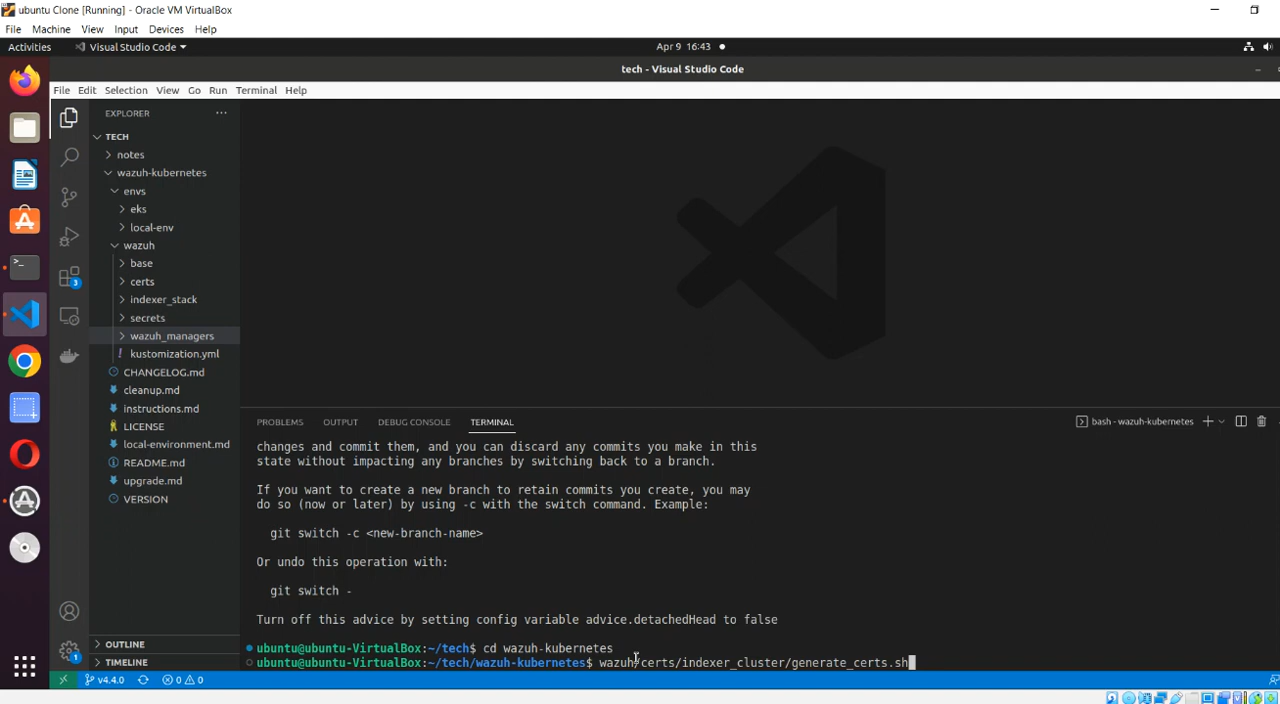 ubuntu Clone [Running] - Oracle VM VirtualBox
File Machine View Input Devices Help
Activities Visual Studio Code Apr 9 16:43
tech - Visual Studio Code
File Edit Selection View Go Run Terminal Help
EXPLORER
TECH
notes
wazuh-kubernetes
envs
eks
local-env
wazuh
base
certs
indexer_stack
secrets
wazuh_managers
! kustomization.yml
CHANGELOG.md
cleanup.md
instructions.md
LICENSE
local-environment.md
README.md
upgrade.md
VERSION
OUTLINE
TIMELINE
3
1
PROBLEMS OUTPUT DEBUG CONSOLE TERMINAL bash - wazuh-kubernetes
changes and commit them, and you can discard any commits you make in this
state without impacting any branches by switching back to a branch.
If you want to create a new branch to retain commits you create, you may
do so (now or later) by using -c with the switch command. Example:
git switch -c <new-branch-name>
Or undo this operation with:
git switch -
Turn off this advice by setting config variable advice.detachedHead to false
ubuntu@ubuntu-VirtualBox:~/tech$ cd wazuh-kubernetes
ubuntu@ubuntu-VirtualBox:~/tech/wazuh-kubernetes$ wazuh/certs/indexer_cluster/generate_certs.sh
v4.4.0 0 0